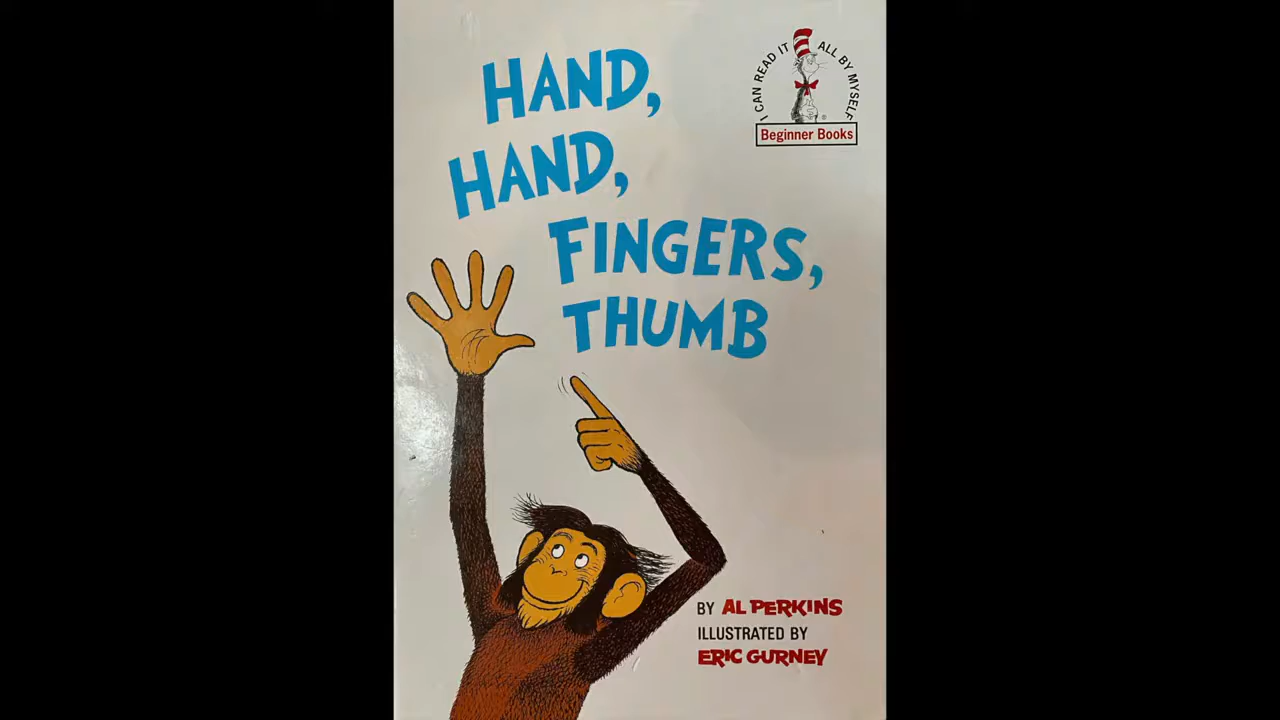 HAND,
HAND,
FINGERS,
THUMB
I CAN READ IT ALL BY MYSELF
Beginner Books
BY AL PERKINS
ILLUSTRATED BY
ERIC GURNEY